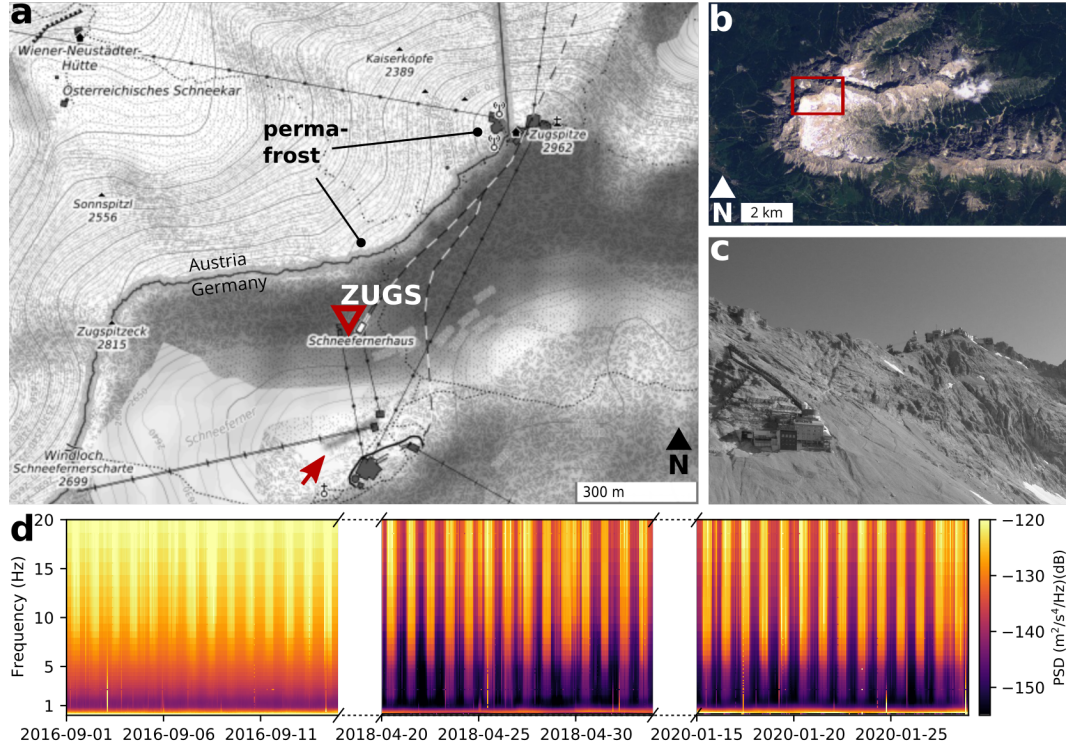 a
Wiener-Neustädter-
Hütte
Österreichisches Schneekar
Kaiserköpfe
2389
perma-
frost
Zugspitze
2962
Sonnspitzl
2556
Austria
Germany
ZUGS
Schneefernerhaus
Zugspitzeck
2815
Schneeferner
2640
Windloch
Schneefernerscharte
2699
N
300 m
b
N
2 km
c
d
Frequency (Hz)
20
15
10
5
1
2016-09-01
2016-09-06
2016-09-11
2018-04-20
2018-04-25
2018-04-30
2020-01-15
2020-01-20
2020-01-25
−120
−130
−140
−150
PSD (m²/s⁴/Hz)(dB)